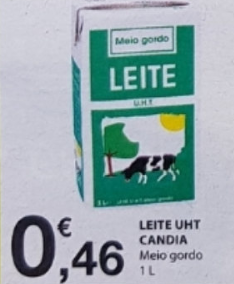 Meio gordo
LEITE
U.H.T
€
0,46
LEITE UHT
CANDIA
Meio gordo
1 L